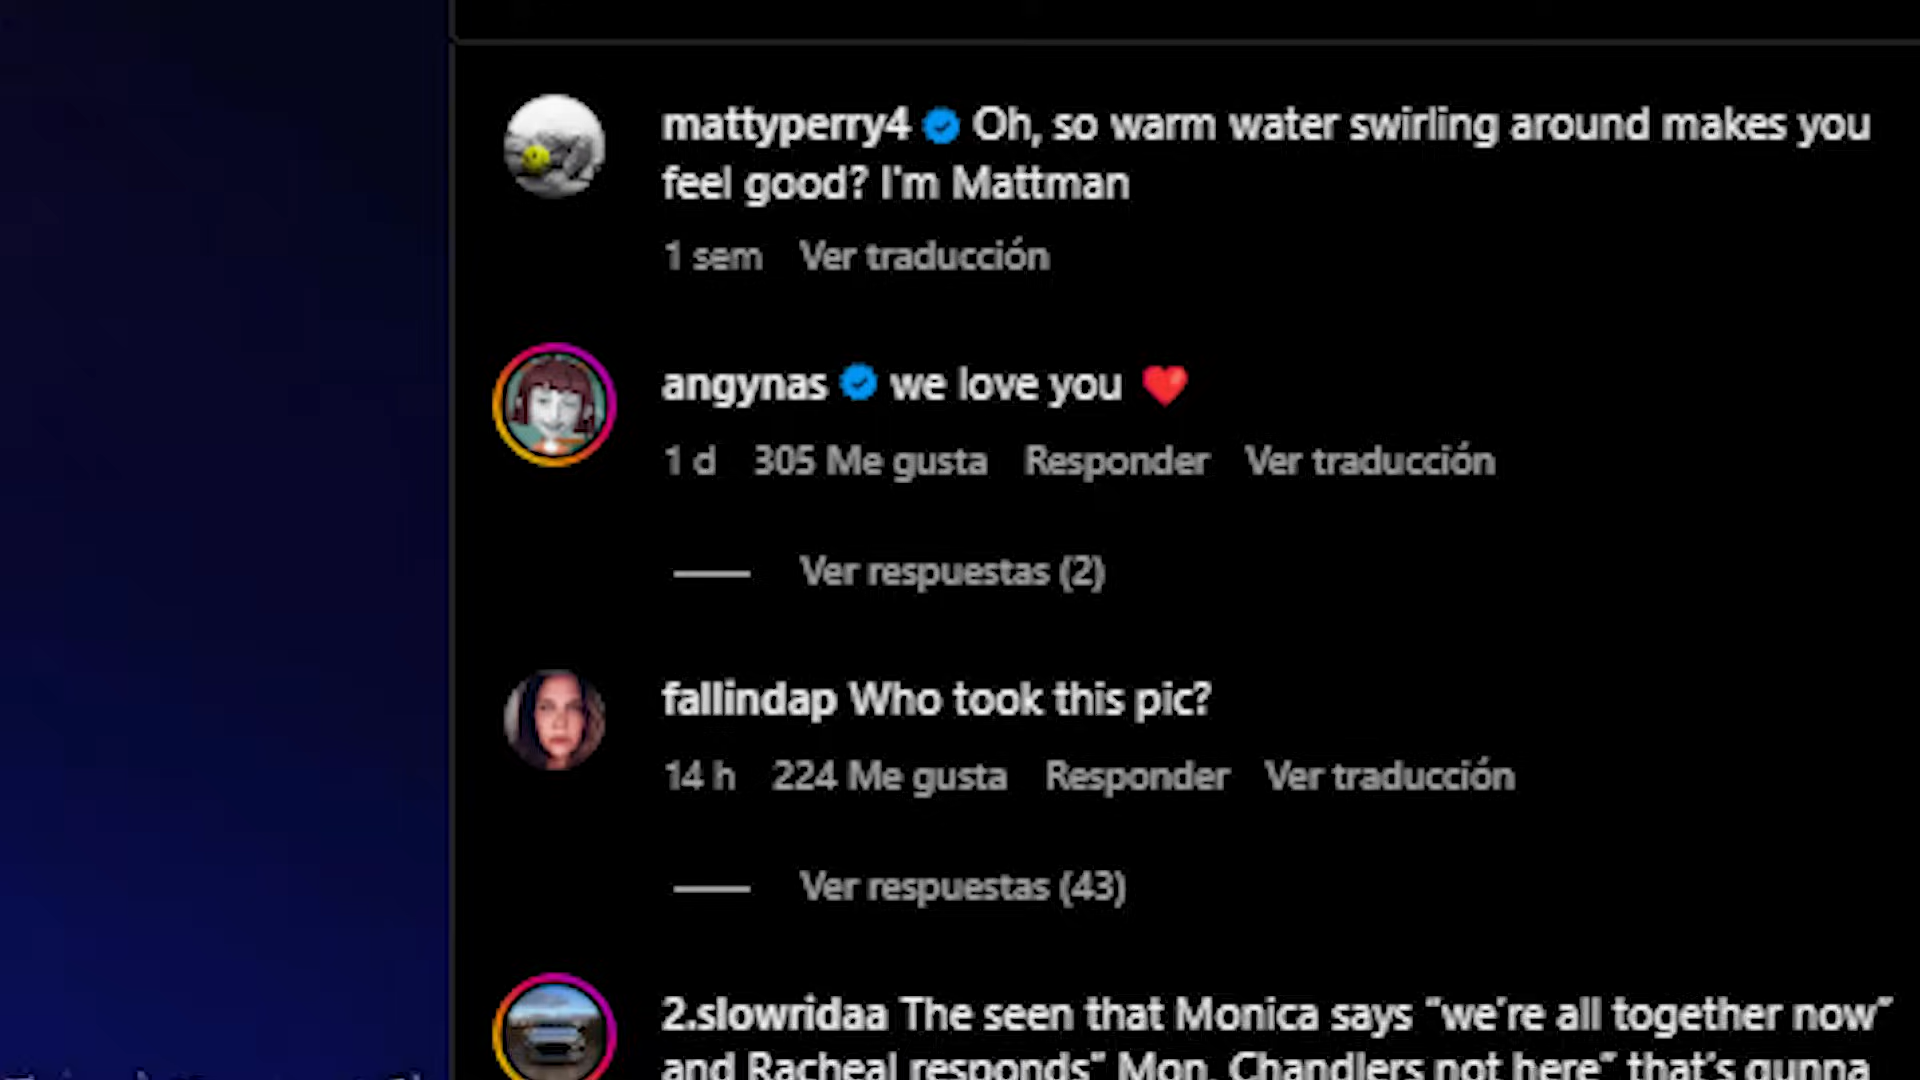 mattyperry4 Oh, so warm water swirling around makes you
feel good? I'm Mattman
1 sem Ver traducción
angynas we love you ❤️
1 d 305 Me gusta Responder Ver traducción
Ver respuestas (2)
fallindap Who took this pic?
14 h 224 Me gusta Responder Ver traducción
Ver respuestas (43)
2.slowridaa The seen that Monica says “we’re all together now”
and Racheal responds” Mon, Chandlers not here” that’s gunna